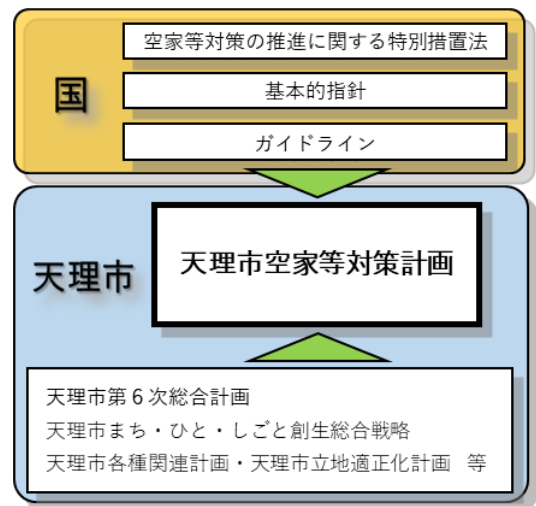 国
空家等対策の推進に関する特別措置法
基本的指針
ガイドライン
天理市
天理市空家等対策計画
天理市第６次総合計画
天理市まち・ひと・しごと創生総合戦略
天理市各種関連計画・天理市立地適正化計画　等